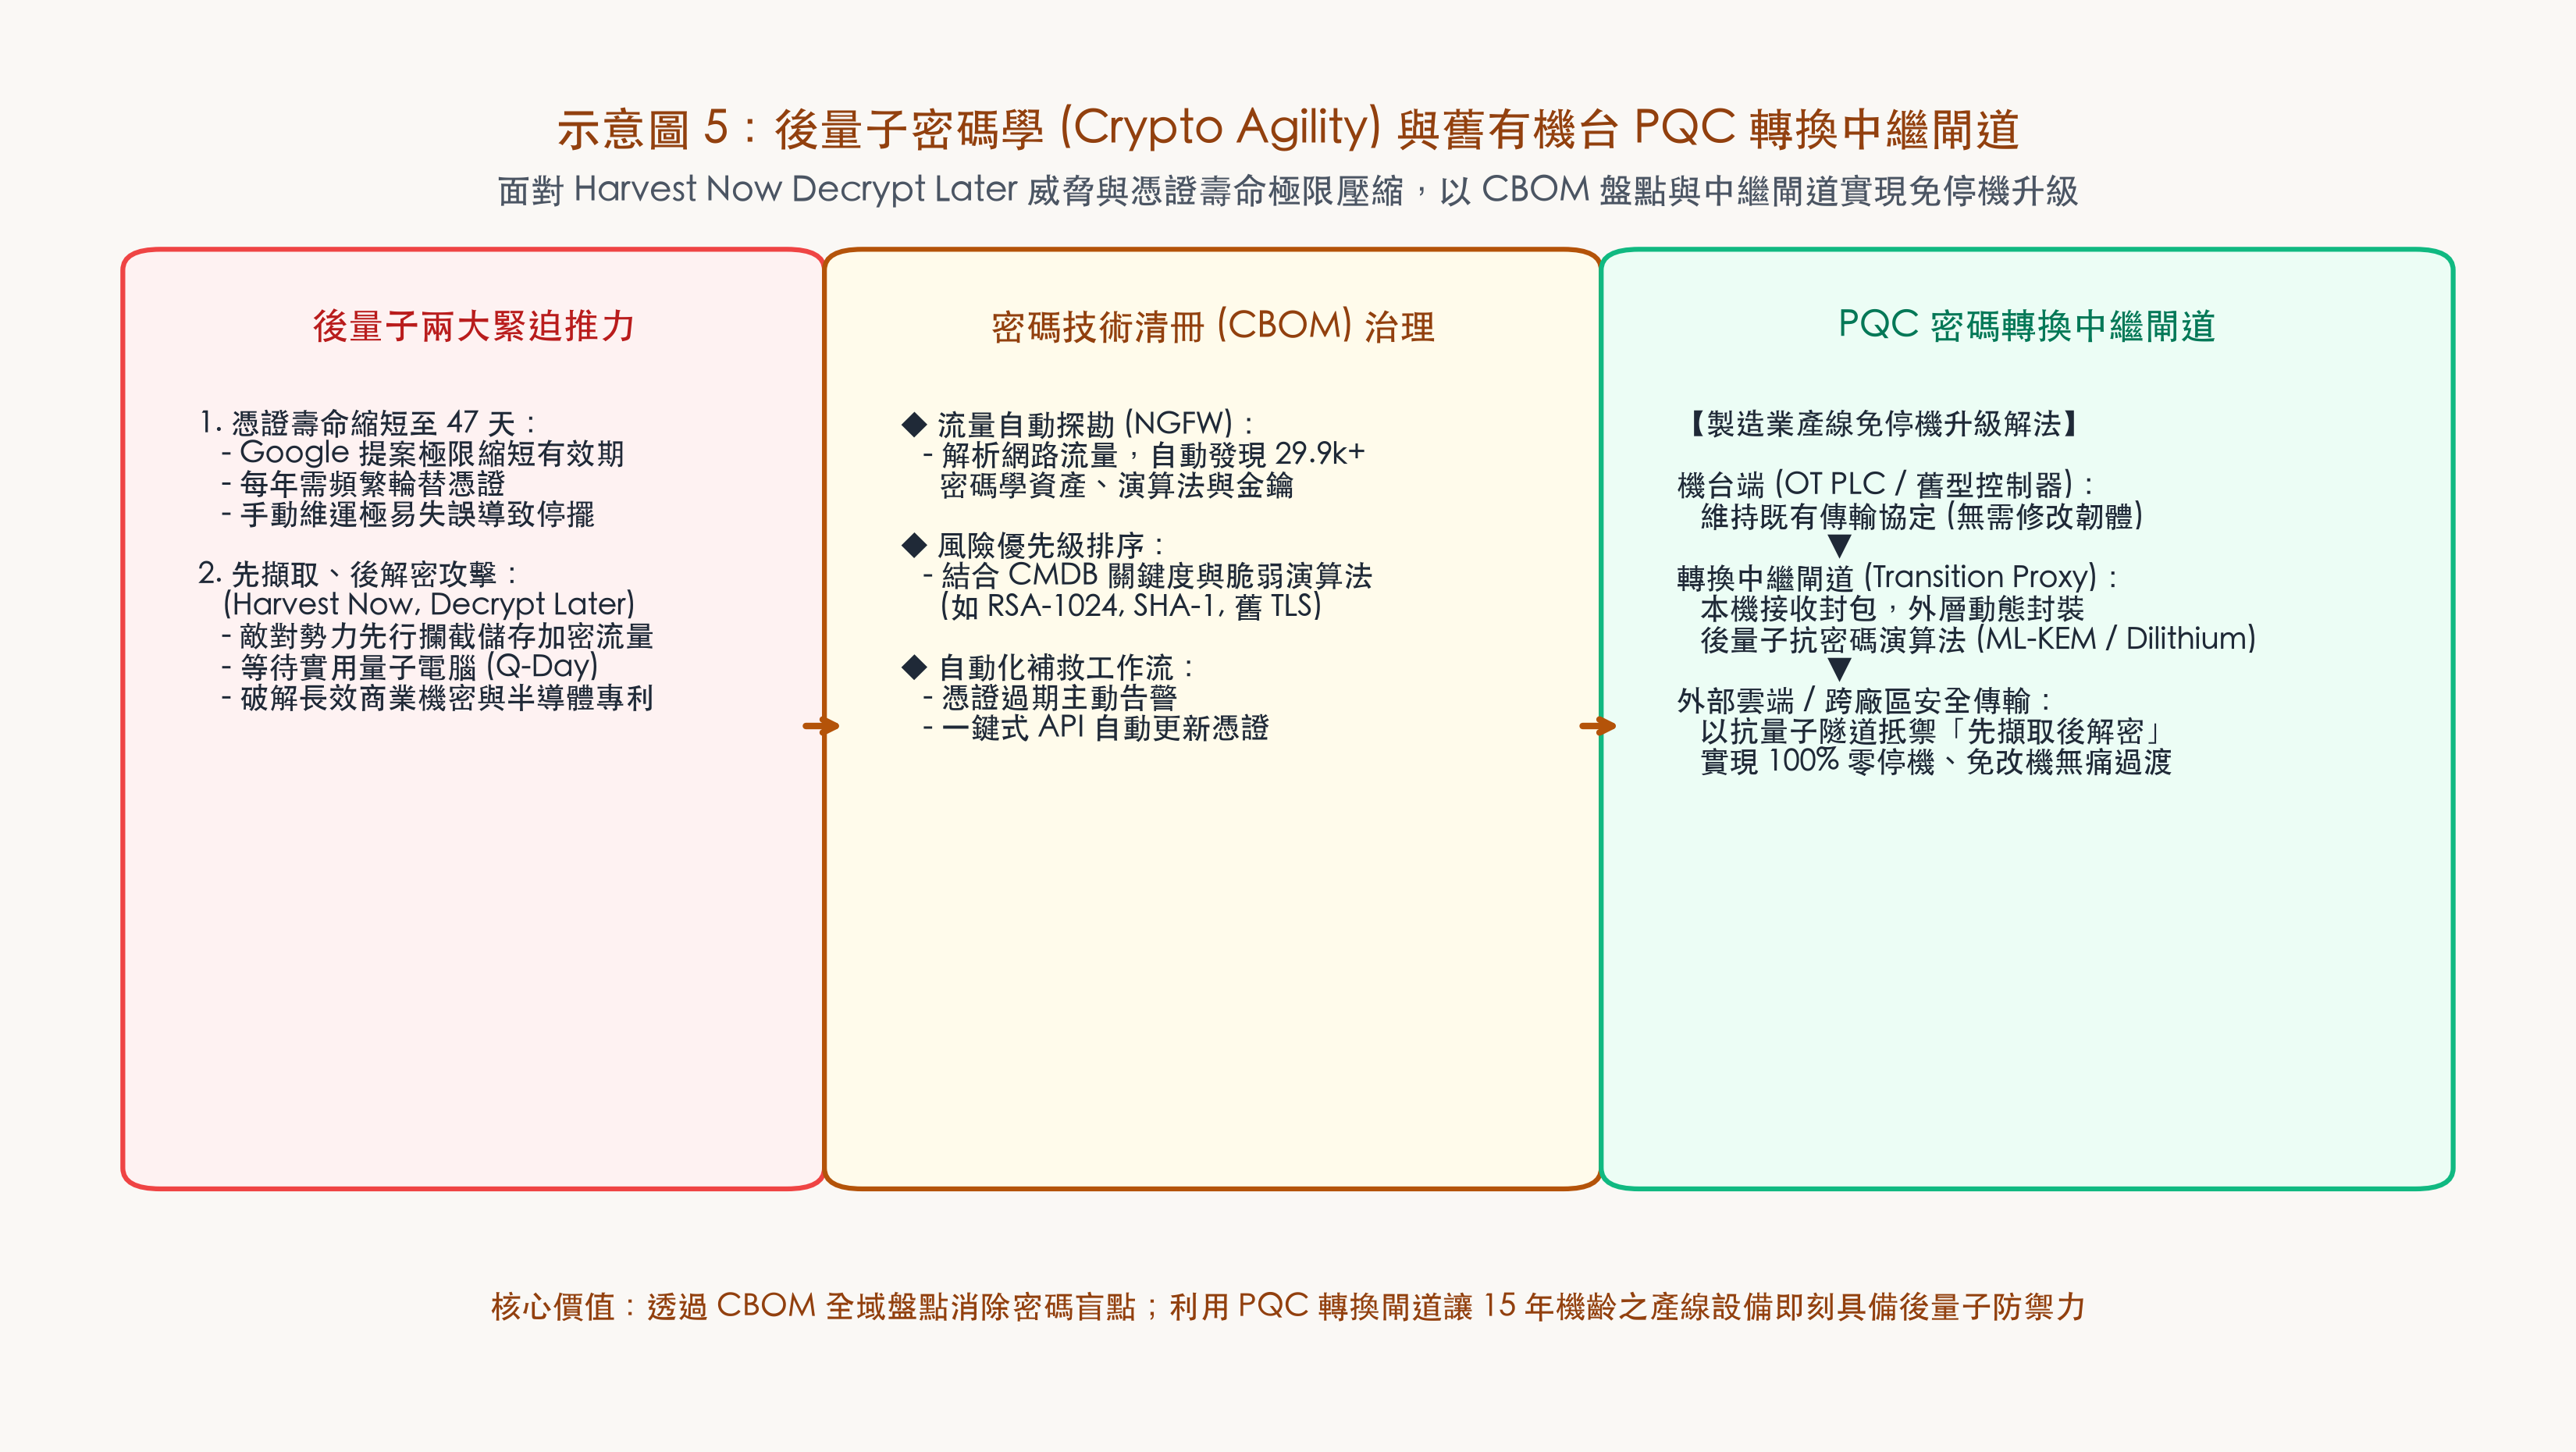 示意圖 5：後量子密碼學 (Crypto Agility) 與舊有機台 PQC 轉換中繼閘道
面對 Harvest Now Decrypt Later 威脅與憑證壽命極限壓縮，以 CBOM 盤點與中繼閘道實現免停機升級
後量子兩大緊迫推力
1. 憑證壽命縮短至 47 天：
- Google 提案極限縮短有效期
- 每年需頻繁輪替憑證
- 手動維運極易失誤導致停擺
2. 先擷取、後解密攻擊：
(Harvest Now, Decrypt Later)
- 敵對勢力先行攔截儲存加密流量
- 等待實用量子電腦 (Q-Day)
- 破解長效商業機密與半導體專利
密碼技術清冊 (CBOM) 治理
◆ 流量自動探勘 (NGFW)：
- 解析網路流量，自動發現 29.9k+
密碼學資產、演算法與金鑰
◆ 風險優先級排序：
- 結合 CMDB 關鍵度與脆弱演算法
(如 RSA-1024, SHA-1, 舊 TLS)
◆ 自動化補救工作流：
- 憑證過期主動告警
- 一鍵式 API 自動更新憑證
PQC 密碼轉換中繼閘道
【製造業產線免停機升級解法】
機台端 (OT PLC / 舊型控制器)：
維持既有傳輸協定 (無需修改韌體)
▼
轉換中繼閘道 (Transition Proxy)：
本機接收封包，外層動態封裝
後量子抗密碼演算法 (ML-KEM / Dilithium)
▼
外部雲端 / 跨廠區安全傳輸：
以抗量子隧道抵禦「先擷取後解密」
實現 100% 零停機、免改機無痛過渡
核心價值：透過 CBOM 全域盤點消除密碼盲點；利用 PQC 轉換閘道讓 15 年機齡之產線設備即刻具備後量子防禦力